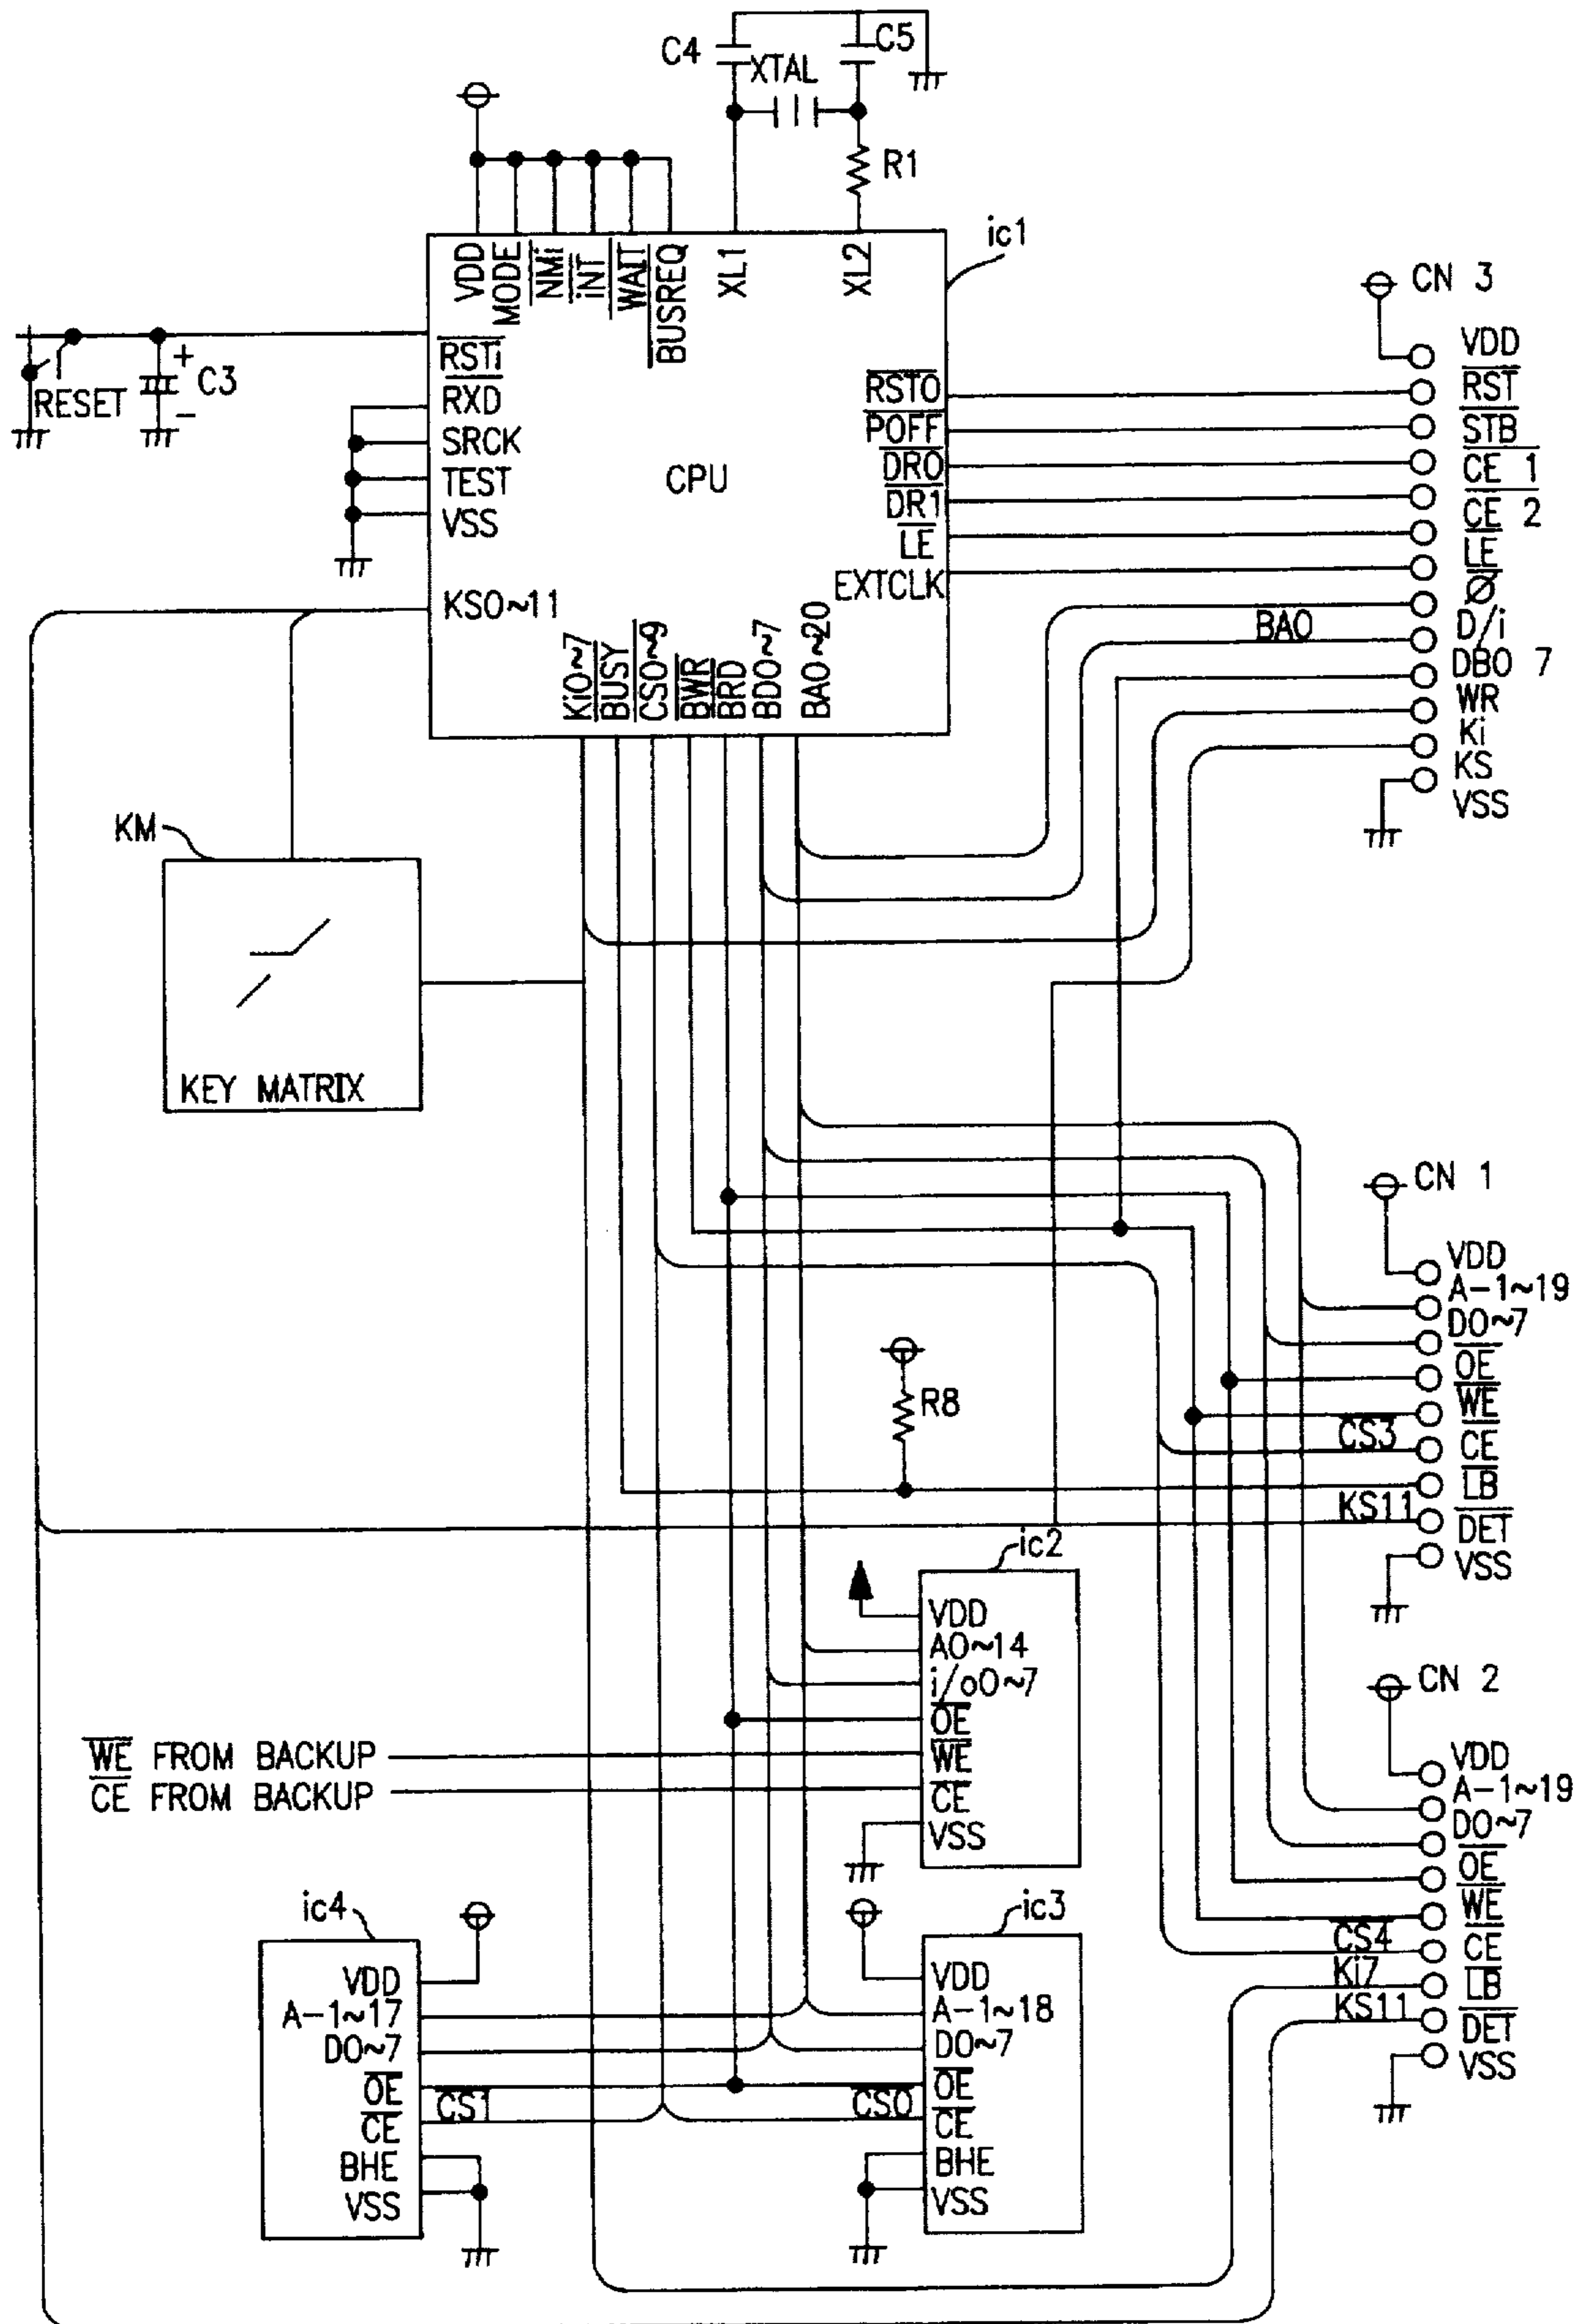 C4
C5
XTAL
R1
ic1
VDD
MODE
NMi
iNT
WAIT
BUSREQ
XL1
XL2
RSTi
RXD
SRCK
TEST
VSS
KSO~11
CPU
RSTO
POFF
DRO
DR1
LE
EXTCLK
KiO~7
BUSY
CSO~9
BWR
BRD
BDO~7
BAO~20
RESET
+
C3
-
CN 3
VDD
RST
STB
CE 1
CE 2
LE
Ø
BAO
D/i
DBO 7
WR
Ki
KS
VSS
KM
KEY MATRIX
CN 1
VDD
A-1~19
DO~7
OE
WE
CS3
CE
LB
KS11
DET
VSS
R8
ic2
VDD
AO~14
i/oO~7
OE
WE
CE
VSS
WE FROM BACKUP
CE FROM BACKUP
CN 2
VDD
A-1~19
DO~7
OE
WE
CS4
CE
Ki7
LB
KS11
DET
VSS
ic4
VDD
A-1~17
DO~7
OE
CS1
CE
BHE
VSS
ic3
VDD
A-1~18
DO~7
OE
CSO
CE
BHE
VSS